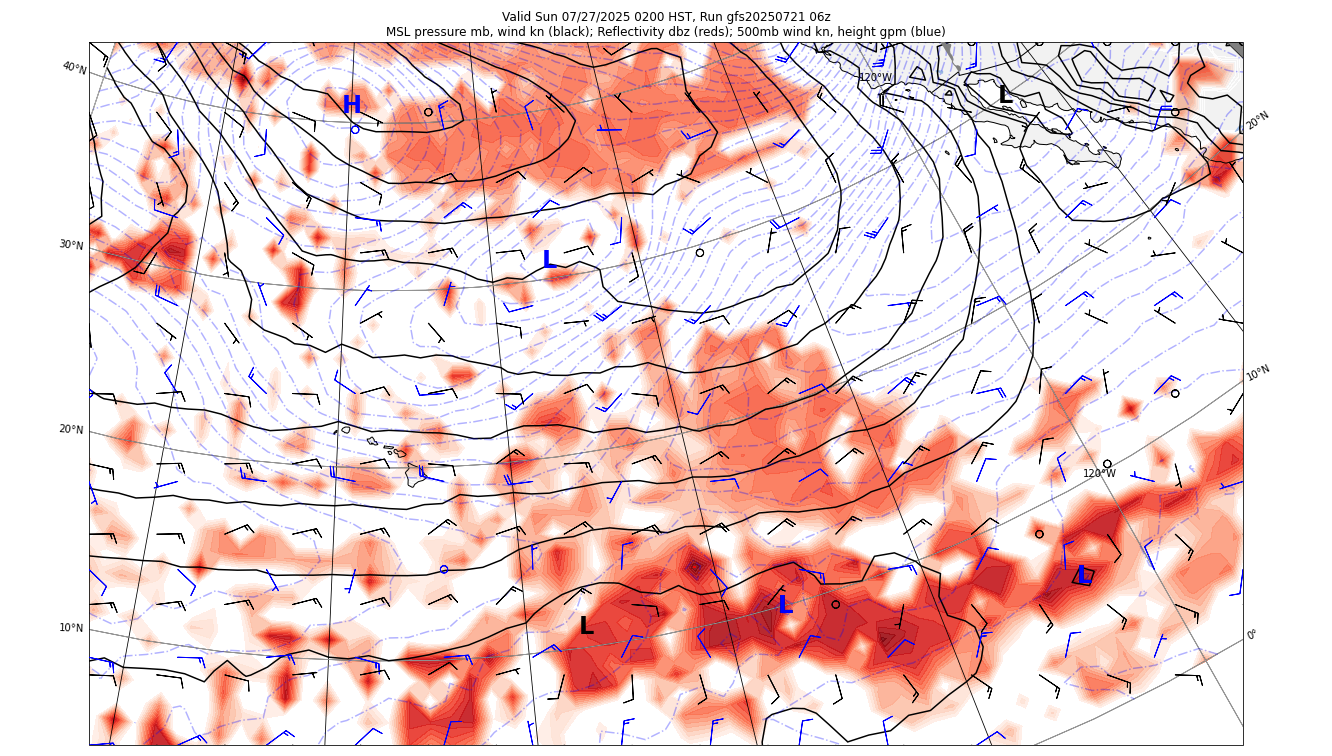 Valid Sun 07/27/2025 0200 HST, Run gfs20250721 06z
MSL pressure mb, wind kn (black); Reflectivity dbz (reds); 500mb wind kn, height gpm (blue)
40°N
120°W
H
L
20°N
30°N
L
10°N
20°N
120°W
L
L
10°N
L
0°